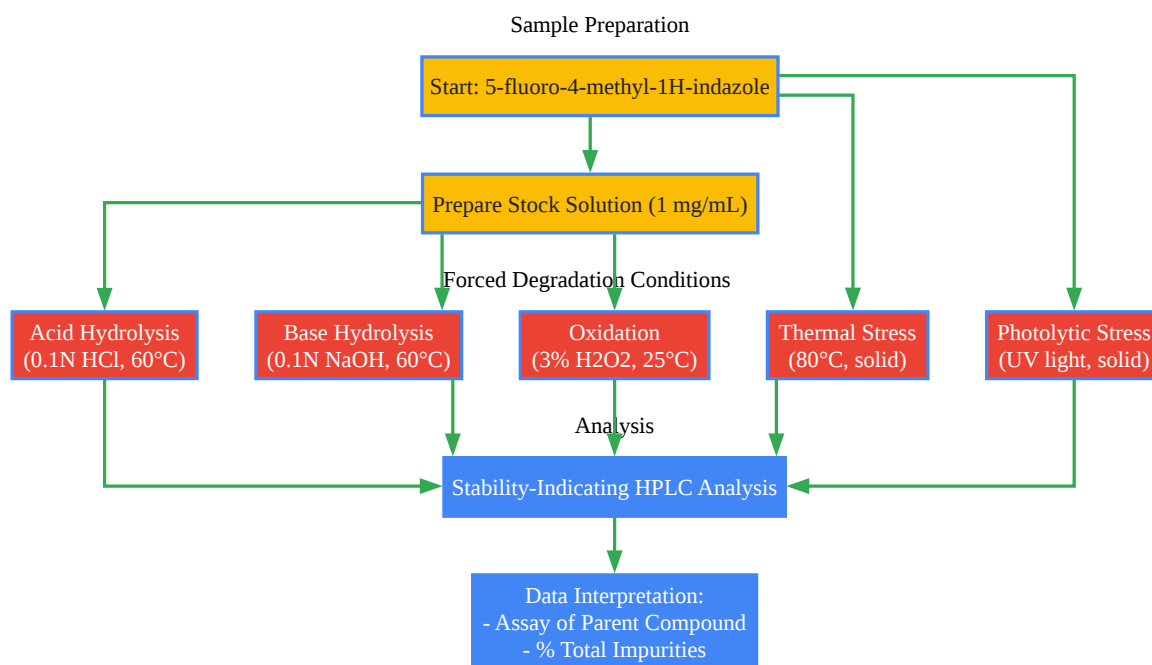 Sample Preparation
Start: 5-fluoro-4-methyl-1H-indazole
Prepare Stock Solution (1 mg/mL)
Forced Degradation Conditions
Acid Hydrolysis
(0.1N HCl, 60°C)
Base Hydrolysis
(0.1N NaOH, 60°C)
Oxidation
(3% H2O2, 25°C)
Thermal Stress
(80°C, solid)
Photolytic Stress
(UV light, solid)
Analysis
Stability-Indicating HPLC Analysis
Data Interpretation:
- Assay of Parent Compound
- % Total Impurities